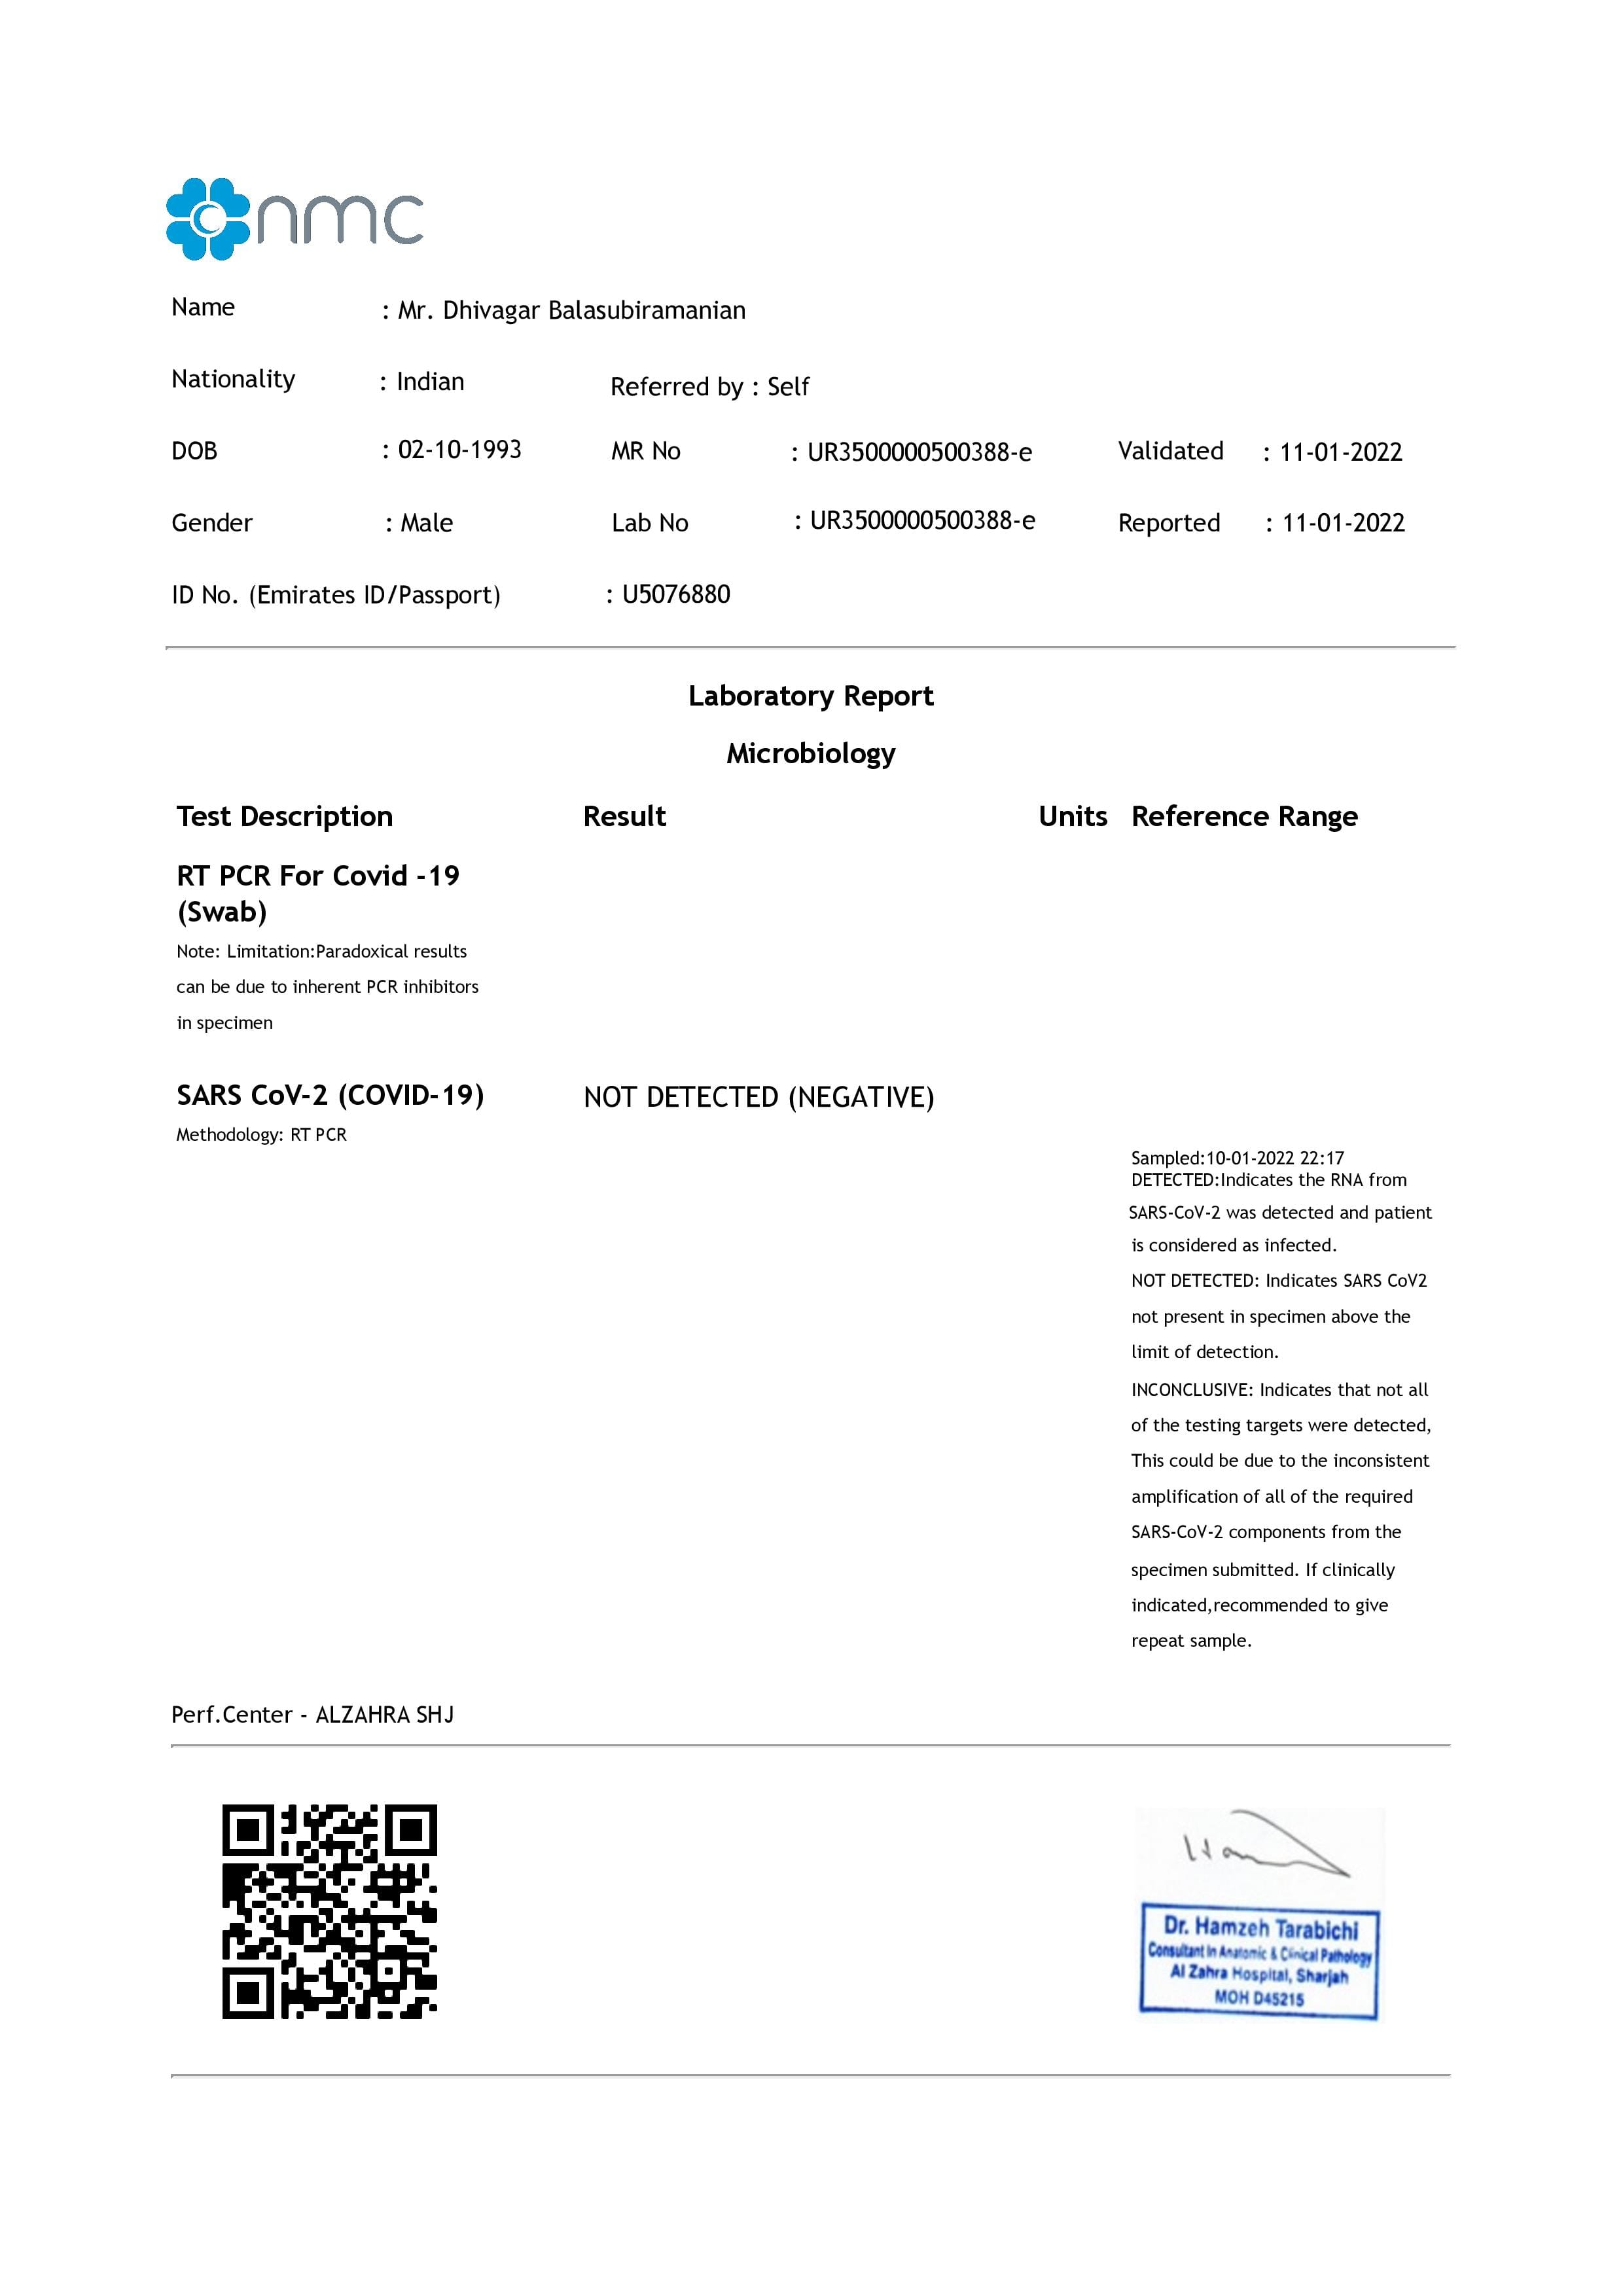 nmc
Name : Mr. Dhivagar Balasubiramanian
Nationality : Indian Referred by : Self
DOB : 02-10-1993 MR No : UR3500000500388-e Validated : 11-01-2022
Gender : Male Lab No : UR3500000500388-e Reported : 11-01-2022
ID No. (Emirates ID/Passport) : U5076880
Laboratory Report
Microbiology
Test Description Result Units Reference Range
RT PCR For Covid -19
(Swab)
Note: Limitation:Paradoxical results
can be due to inherent PCR inhibitors
in specimen
SARS CoV-2 (COVID-19) NOT DETECTED (NEGATIVE)
Methodology: RT PCR
Sampled:10-01-2022 22:17
DETECTED:Indicates the RNA from
SARS-CoV-2 was detected and patient
is considered as infected.
NOT DETECTED: Indicates SARS CoV2
not present in specimen above the
limit of detection.
INCONCLUSIVE: Indicates that not all
of the testing targets were detected,
This could be due to the inconsistent
amplification of all of the required
SARS-CoV-2 components from the
specimen submitted. If clinically
indicated,recommended to give
repeat sample.
Perf.Center - ALZAHRA SHJ
Dr. Hamzeh Tarabichi
Consultant In Anatomic & Clinical Pathology
Al Zahra Hospital, Sharjah
MOH D45215